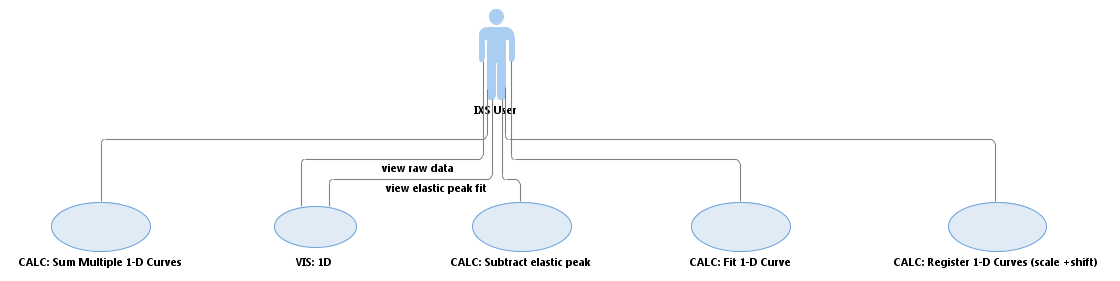 IXS User
view raw data
view elastic peak fit
CALC: Sum Multiple 1-D Curves
VIS: 1D
CALC: Subtract elastic peak
CALC: Fit 1-D Curve
CALC: Register 1-D Curves (scale +shift)